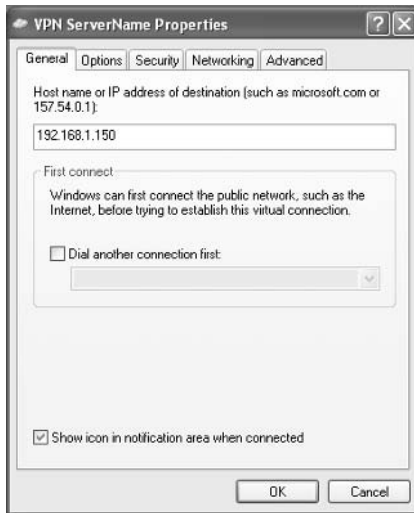 VPN ServerName Properties
General Options Security Networking Advanced
Host name or IP address of destination (such as microsoft.com or
157.54.0.1):
192.168.1.150
First connect
Windows can first connect the public network, such as the
Internet, before trying to establish this virtual connection.
Dial another connection first:
Show icon in notification area when connected
OK Cancel